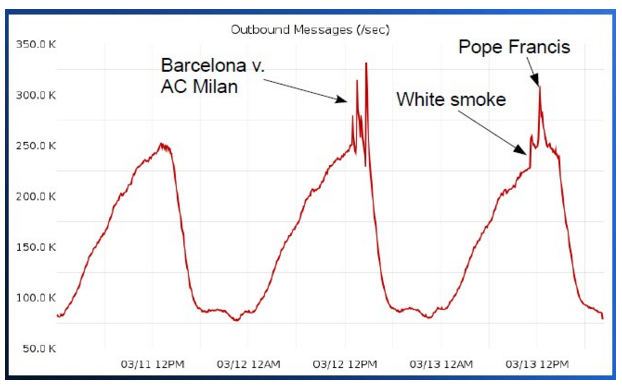 Outbound Messages (/sec)
350.0 K
Pope Francis
Barcelona v.
AC Milan
300.0 K
White smoke
250.0 K
200.0 K
150.0 K
100.0 K
50.0 K
03/11 12PM 03/12 12AM 03/12 12PM 03/13 12AM 03/13 12PM